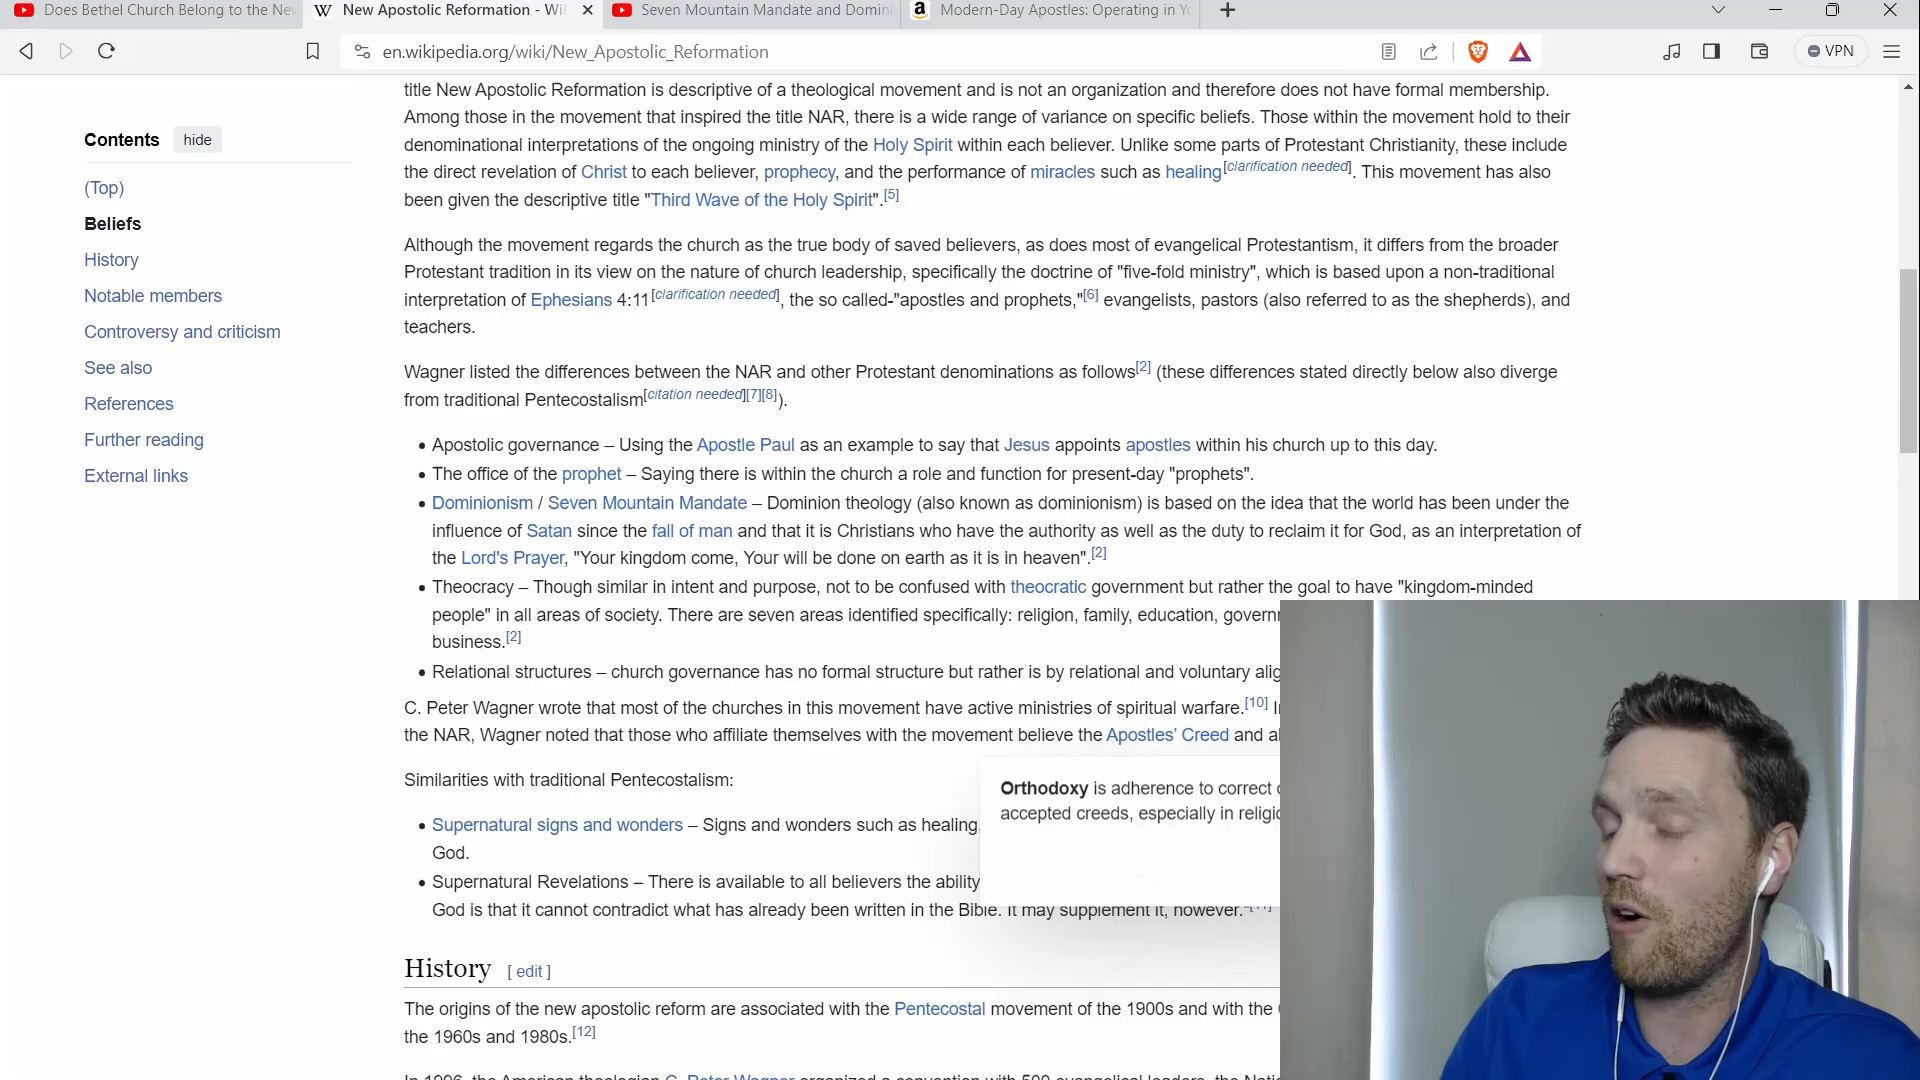 Does Bethel Church Belong to the Ne
New Apostolic Reformation - Wi
Seven Mountain Mandate and Domini
Modern-Day Apostles: Operating in Yo
en.wikipedia.org/wiki/New_Apostolic_Reformation
VPN
Contents hide
(Top)
Beliefs
History
Notable members
Controversy and criticism
See also
References
Further reading
External links
title New Apostolic Reformation is descriptive of a theological movement and is not an organization and therefore does not have formal membership.
Among those in the movement that inspired the title NAR, there is a wide range of variance on specific beliefs. Those within the movement hold to their
denominational interpretations of the ongoing ministry of the Holy Spirit within each believer. Unlike some parts of Protestant Christianity, these include
the direct revelation of Christ to each believer, prophecy, and the performance of miracles such as healing[clarification needed]. This movement has also
been given the descriptive title "Third Wave of the Holy Spirit".[5]
Although the movement regards the church as the true body of saved believers, as does most of evangelical Protestantism, it differs from the broader
Protestant tradition in its view on the nature of church leadership, specifically the doctrine of "five-fold ministry", which is based upon a non-traditional
interpretation of Ephesians 4:11[clarification needed], the so called-"apostles and prophets,"[6] evangelists, pastors (also referred to as the shepherds), and
teachers.
Wagner listed the differences between the NAR and other Protestant denominations as follows[2] (these differences stated directly below also diverge
from traditional Pentecostalism[citation needed][7][8]).
• Apostolic governance – Using the Apostle Paul as an example to say that Jesus appoints apostles within his church up to this day.
• The office of the prophet – Saying there is within the church a role and function for present-day "prophets".
• Dominionism / Seven Mountain Mandate – Dominion theology (also known as dominionism) is based on the idea that the world has been under the
influence of Satan since the fall of man and that it is Christians who have the authority as well as the duty to reclaim it for God, as an interpretation of
the Lord's Prayer, "Your kingdom come, Your will be done on earth as it is in heaven".[2]
• Theocracy – Though similar in intent and purpose, not to be confused with theocratic government but rather the goal to have "kingdom-minded
people" in all areas of society. There are seven areas identified specifically: religion, family, education, governm
business.[2]
• Relational structures – church governance has no formal structure but rather is by relational and voluntary alig
C. Peter Wagner wrote that most of the churches in this movement have active ministries of spiritual warfare.[10] I
the NAR, Wagner noted that those who affiliate themselves with the movement believe the Apostles' Creed and al
Similarities with traditional Pentecostalism:
Orthodoxy is adherence to correct
accepted creeds, especially in religio
• Supernatural signs and wonders – Signs and wonders such as healing,
God.
• Supernatural Revelations – There is available to all believers the ability
God is that it cannot contradict what has already been written in the Bible. It may supplement it, however."[11]
History [ edit ]
The origins of the new apostolic reform are associated with the Pentecostal movement of the 1900s and with the
the 1960s and 1980s.[12]
In 1996, the American theologian C. Peter Wagner organized a convention with 500 evangelical leaders, the Nati